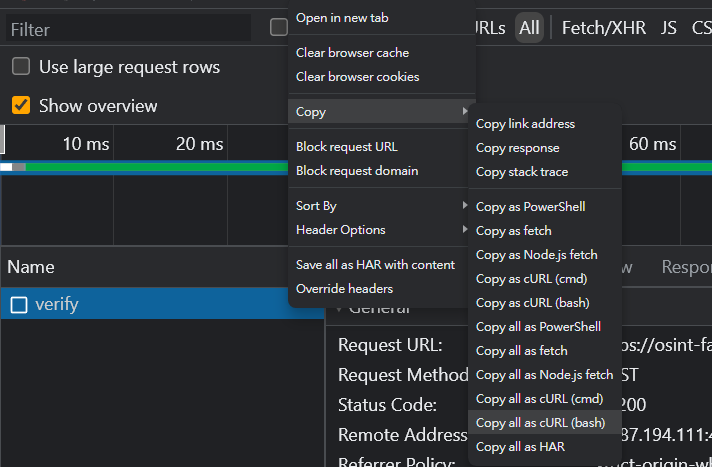 Open in new tab
Filter
RLs All Fetch/XHR JS CS
Clear browser cache
Clear browser cookies
Use large request rows
Show overview
Copy
Copy link address
Copy response
Copy stack trace
10 ms 20 ms 60 ms
Block request URL
Block request domain
Sort By
Header Options
Save all as HAR with content
Override headers
Copy as PowerShell
Copy as fetch
Copy as Node.js fetch
Copy as cURL (cmd)
Copy as cURL (bash)
Copy all as PowerShell
Copy all as fetch
Copy all as Node.js fetch
Copy all as cURL (cmd)
Copy all as cURL (bash)
Copy all as HAR
Name
w Respon
verify
General
Request URL: ps://osint-fa
Request Method ST
Status Code: 200
Remote Address 87.194.111:4
Referrer Policy: rict-origin-wh